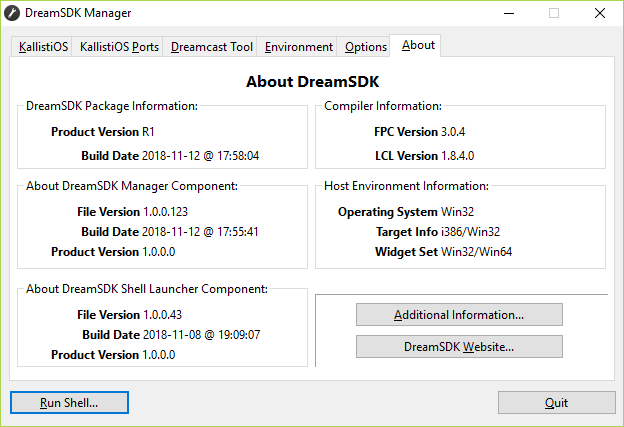 DreamSDK Manager
KallistiOS KallistiOS Ports Dreamcast Tool Environment Options About
About DreamSDK
DreamSDK Package Information:
Product Version R1
Build Date 2018-11-12 @ 17:58:04
Compiler Information:
FPC Version 3.0.4
LCL Version 1.8.4.0
About DreamSDK Manager Component:
File Version 1.0.0.123
Build Date 2018-11-12 @ 17:55:41
Product Version 1.0.0.0
Host Environment Information:
Operating System Win32
Target Info i386/Win32
Widget Set Win32/Win64
About DreamSDK Shell Launcher Component:
File Version 1.0.0.43
Build Date 2018-11-08 @ 19:09:07
Product Version 1.0.0.0
Additional Information...
DreamSDK Website...
Run Shell...
Quit